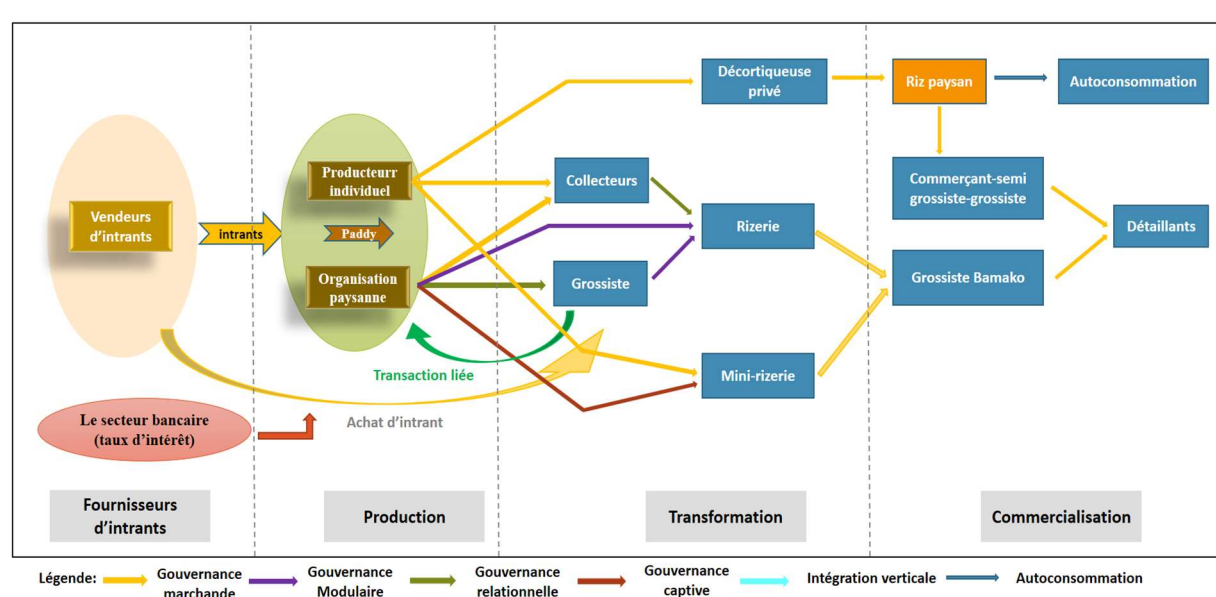 Vendeurs
d’intrants
intrants
Producteurr
individuel
Paddy
Organisation
paysanne
Décortiqueuse
privé
Riz paysan
Autoconsommation
Collecteurs
Commerçant-semi
grossiste-grossiste
Rizerie
Détaillants
Grossiste
Grossiste Bamako
Transaction liée
Mini-rizerie
Le secteur bancaire
(taux d’intérêt)
Achat d’intrant
Fournisseurs
d’intrants
Production
Transformation
Commercialisation
Légende:
Gouvernance
marchande
Gouvernance
Modulaire
Gouvernance
relationnelle
Gouvernance
captive
Intégration verticale
Autoconsommation